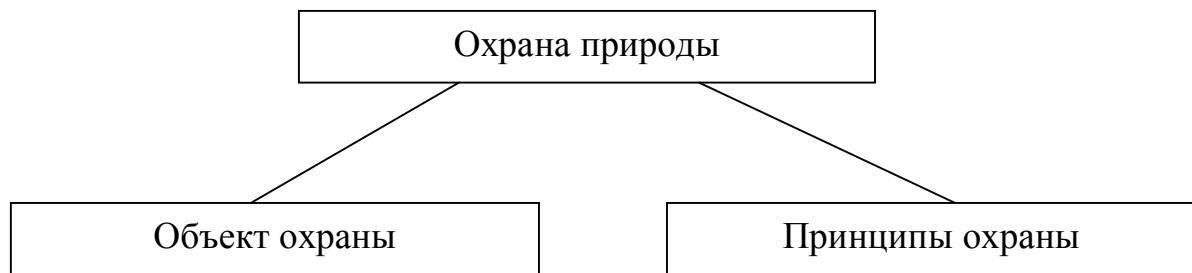 Охрана природы
Объект охраны
Принципы охраны